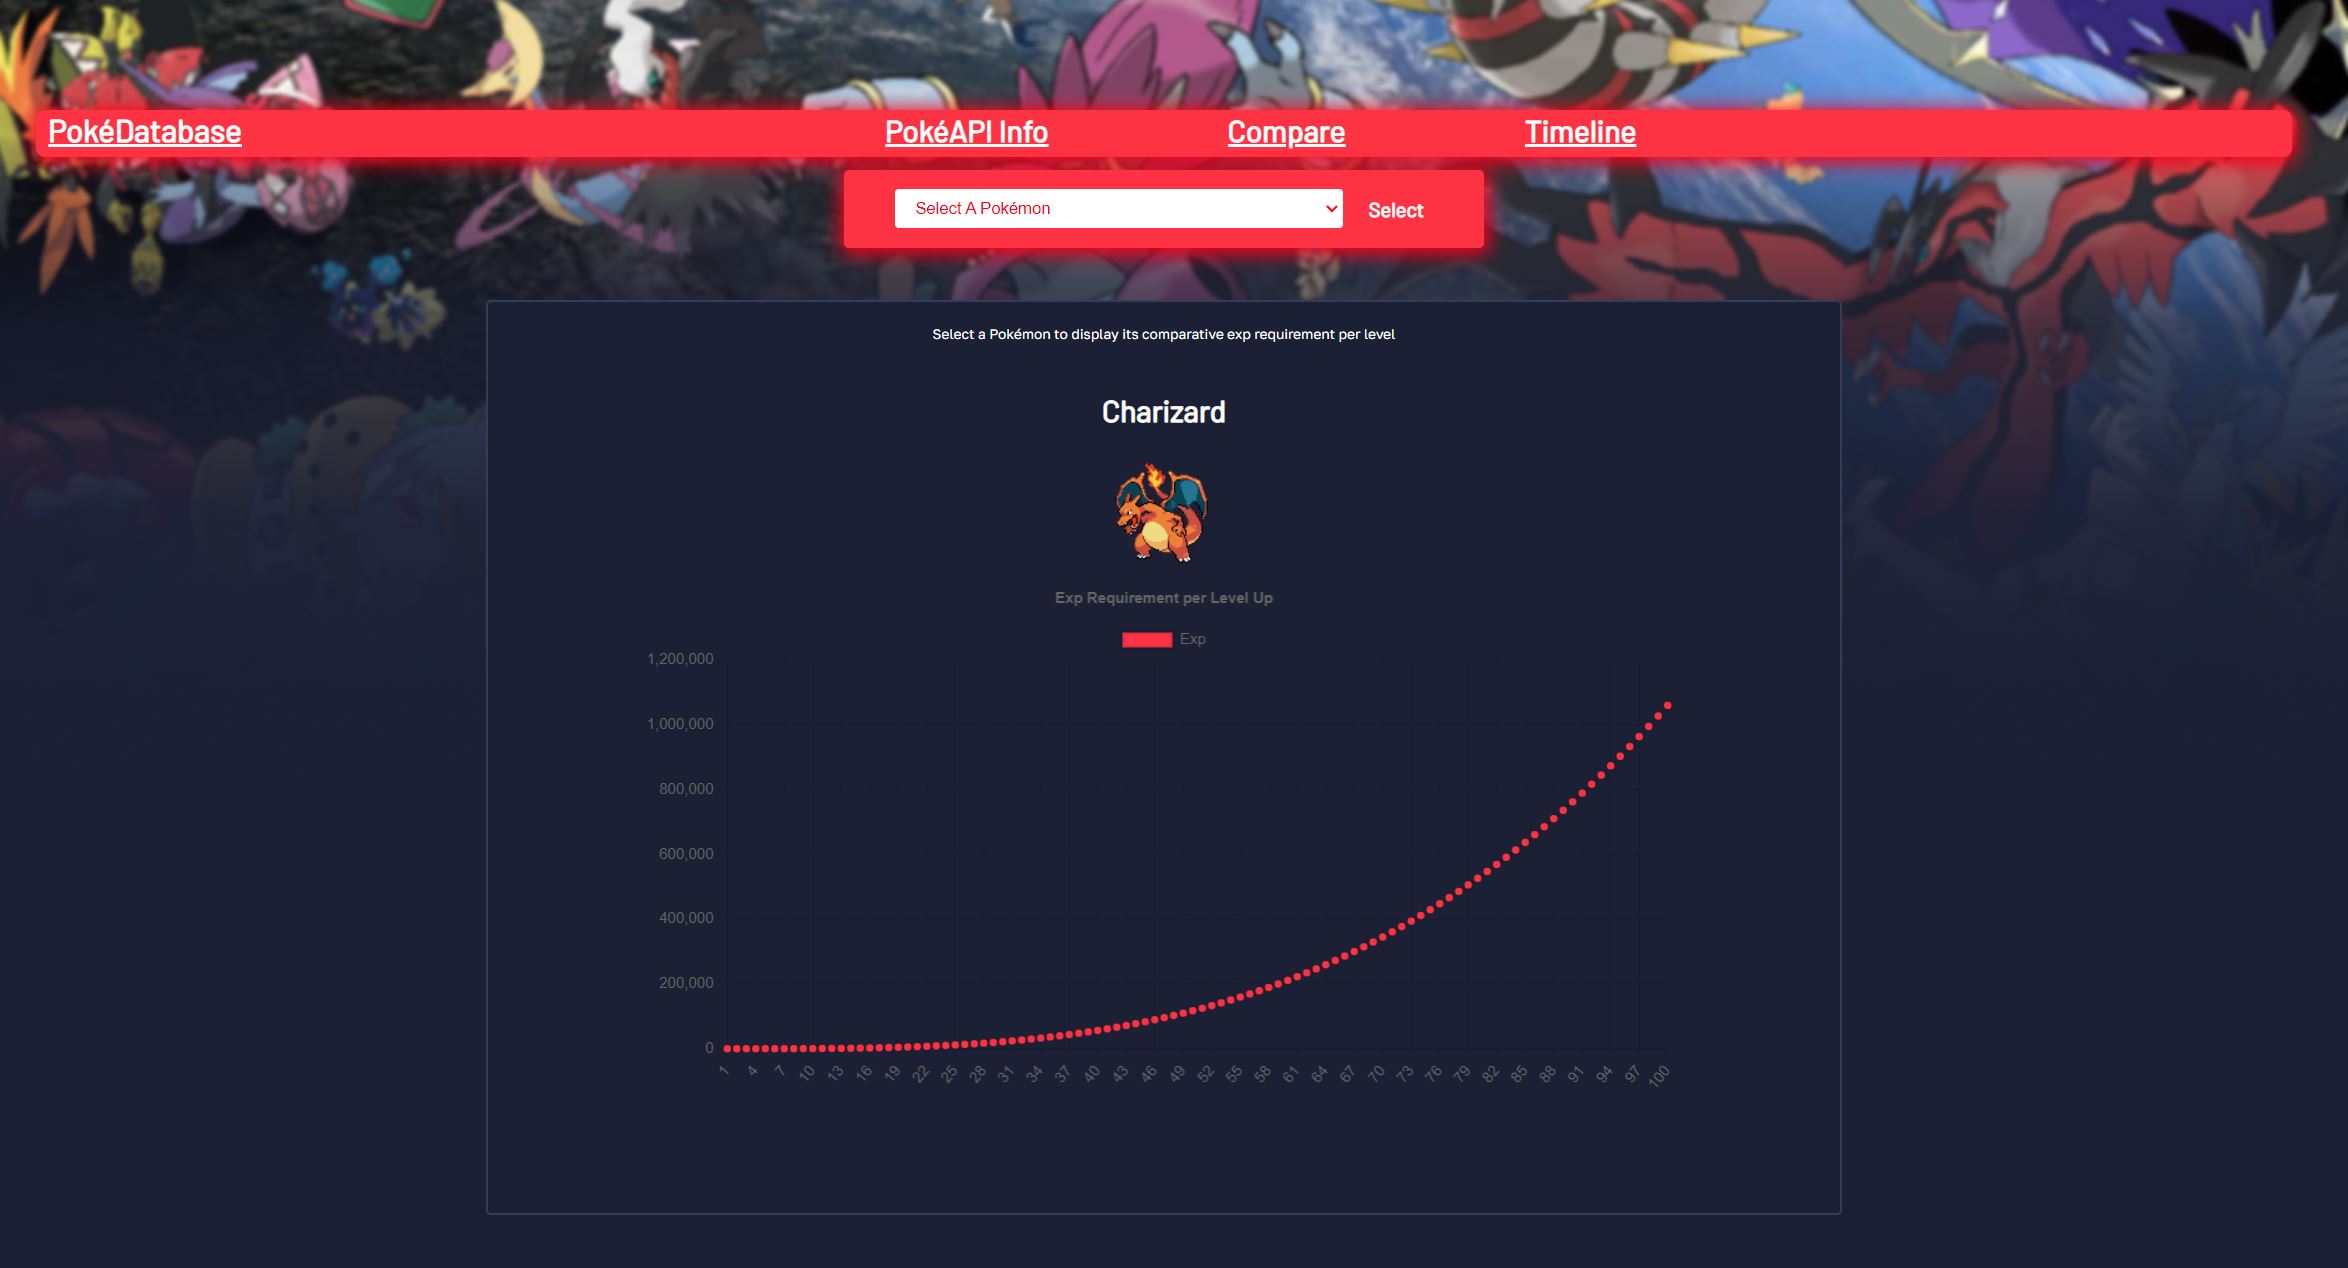 PokéDatabase
PokéAPI Info
Compare
Timeline
Select A Pokémon
Select
Select a Pokémon to display its comparative exp requirement per level
Charizard
Exp Requirement per Level Up
Exp
1,200,000
1,000,000
800,000
600,000
400,000
200,000
0
1 4 7 10 13 16 19 22 25 28 31 34 37 40 43 46 49 52 55 58 61 64 67 70 73 76 79 82 85 88 91 94 97 100